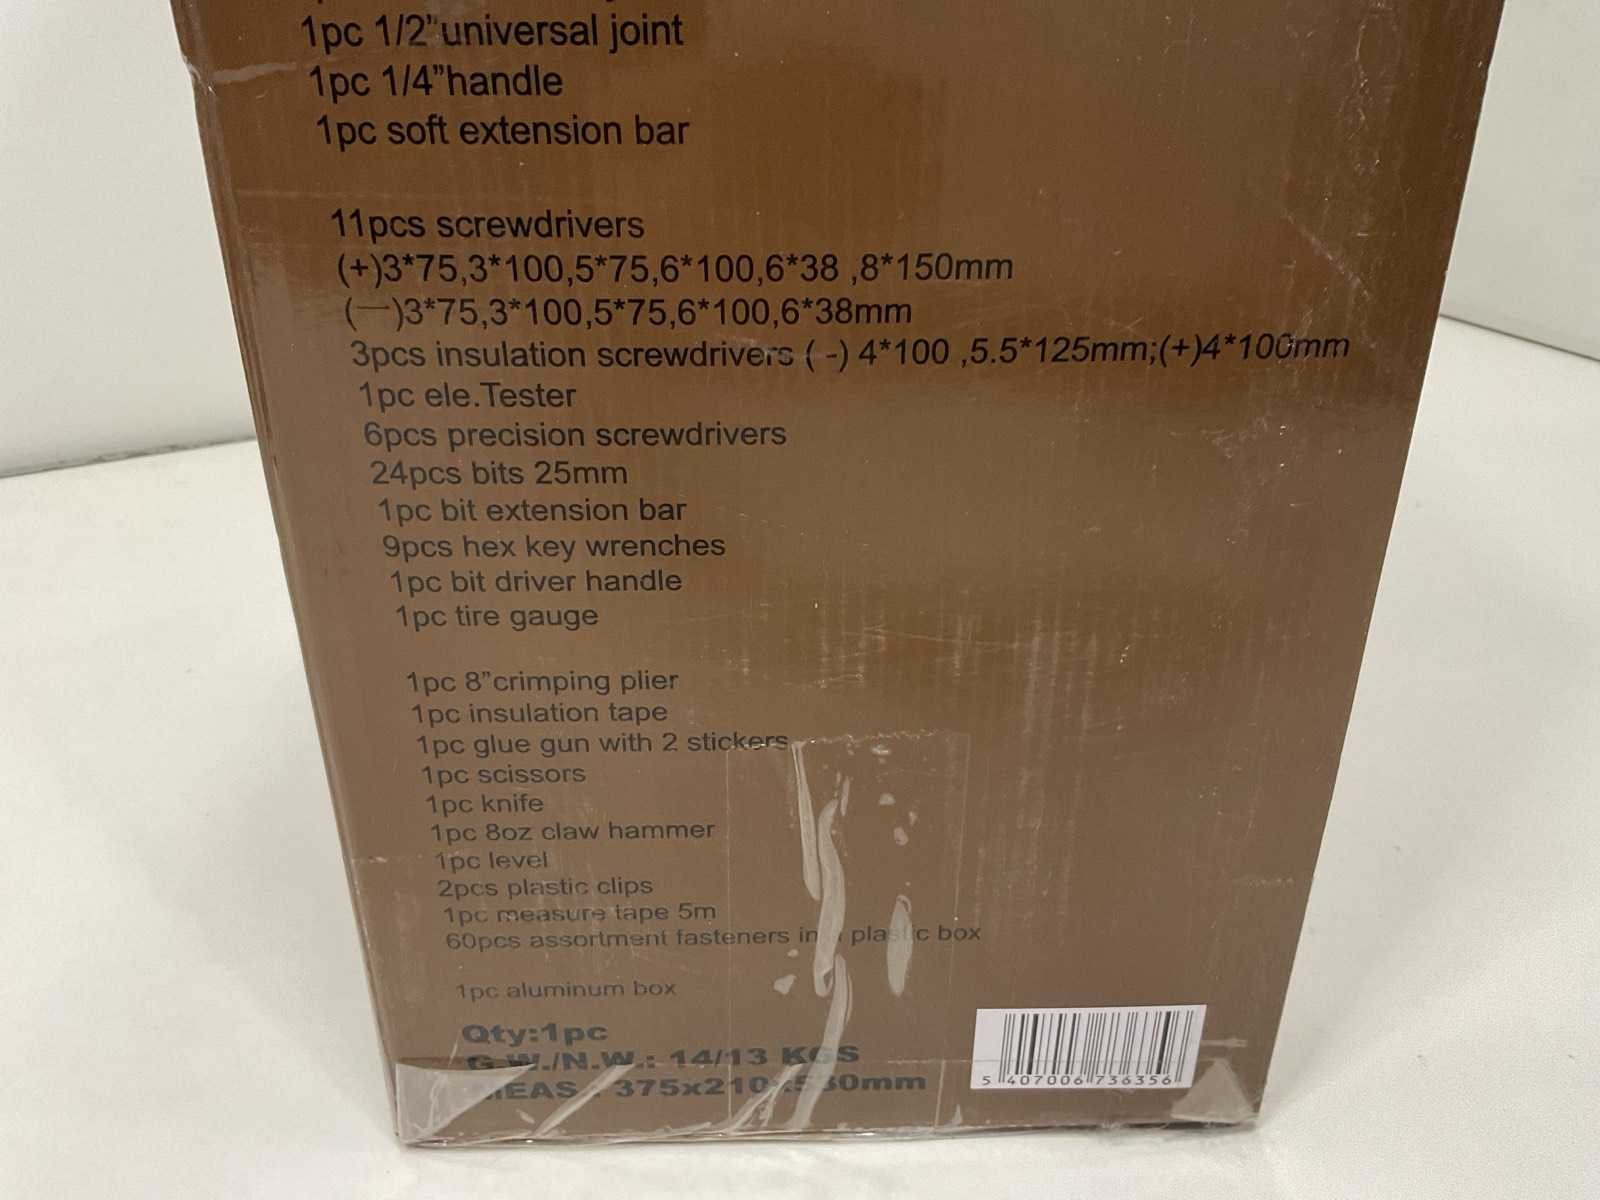 1pc 1/2”universal joint
1pc 1/4”handle
1pc soft extension bar
11pcs screwdrivers
(+)3*75,3*100,5*75,6*100,6*38 ,8*150mm
(一)3*75,3*100,5*75,6*100,6*38mm
3pcs insulation screwdrivers ( -) 4*100 ,5.5*125mm;(+)4*100mm
1pc ele.Tester
6pcs precision screwdrivers
24pcs bits 25mm
1pc bit extension bar
9pcs hex key wrenches
1pc bit driver handle
1pc tire gauge
1pc 8”crimping plier
1pc insulation tape
1pc glue gun with 2 stickers
1pc scissors
1pc knife
1pc 8oz claw hammer
1pc level
2pcs plastic clips
1pc measure tape 5m
60pcs assortment fasteners in a plastic box
1pc aluminum box
Qty:1pc
G.W./N.W.: 14/13 KGS
MEAS.: 375x210x530mm
5 407006 736356